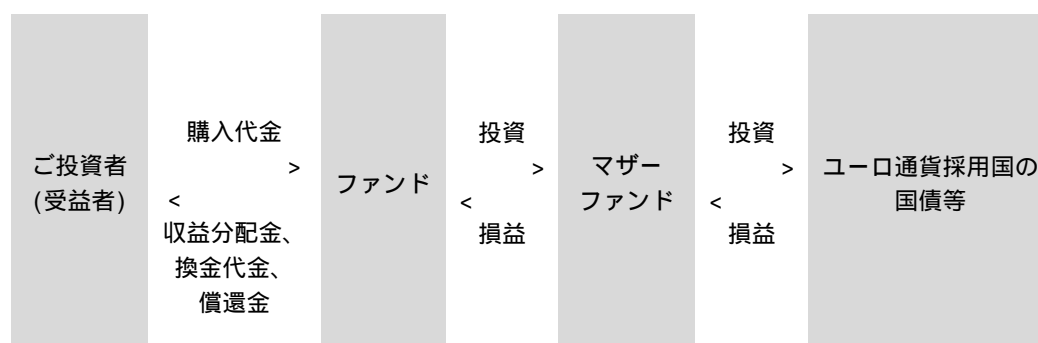 ご投資者
(受益者)
購入代金
>
<
収益分配金、
換金代金、
償還金
ファンド
投資
>
<
損益
マザー
ファンド
投資
>
<
損益
ユーロ通貨採用国の
国債等